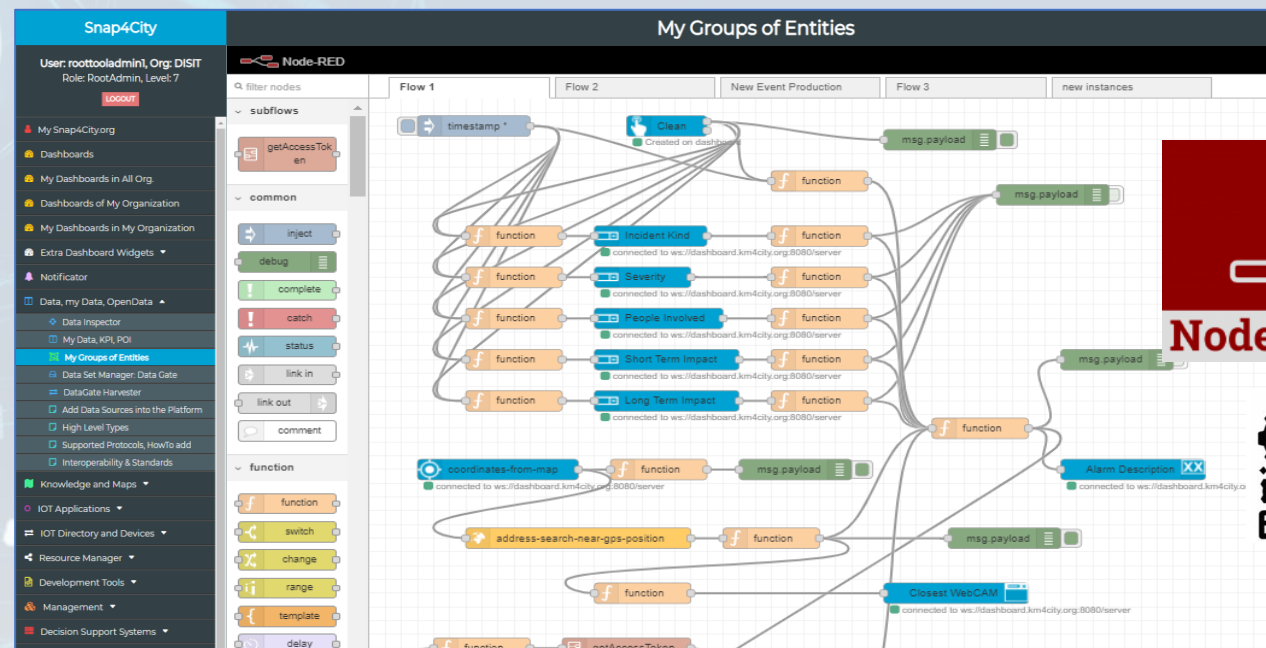 Snap4City
My Groups of Entities
User: roottooladmin1, Org: DISIT
Role: RootAdmin, Level: 7
LOGOUT
My Snap4City.org
Dashboards
My Dashboards in All Org.
Dashboards of My Organization
My Dashboards in My Organization
Extra Dashboard Widgets
Notificator
Data, my Data, OpenData
Data Inspector
My Data, KPI, POI
My Groups of Entities
Data Set Manager: Data Gate
DataGate Harvester
Add Data Sources into the Platform
High Level Types
Supported Protocols, HowTo add
Interoperability & Standards
Knowledge and Maps
IOT Applications
IOT Directory and Devices
Resource Manager
Development Tools
Management
Decision Support Systems
Node-RED
filter nodes
subflows
getAccessTok
en
common
inject
debug
complete
catch
status
link in
link out
comment
function
function
switch
change
range
template
delay
Flow 1
Flow 2
New Event Production
Flow 3
new instances
timestamp *
Clean
Created on dashboard
msg.payload
function
msg.payload
function
Incident Kind
function
connected to ws://dashboard.km4city.org:8080/server
function
Severity
function
connected to ws://dashboard.km4city.org:8080/server
function
People Involved
function
connected to ws://dashboard.km4city.org:8080/server
function
Short Term Impact
function
connected to ws://dashboard.km4city.org:8080/server
function
Long Term Impact
function
connected to ws://dashboard.km4city.org:8080/server
msg.payload
function
coordinates-from-map
function
msg.payload
connected to ws://dashboard.km4city.org:8080/server
Alarm Description
XX
connected to ws://dashboard.km4city.o
address-search-near-gps-position
function
msg.payload
function
Closest WebCAM
connected to ws://dashboard.km4city.org:8080/server
function
getAccessToken
Node